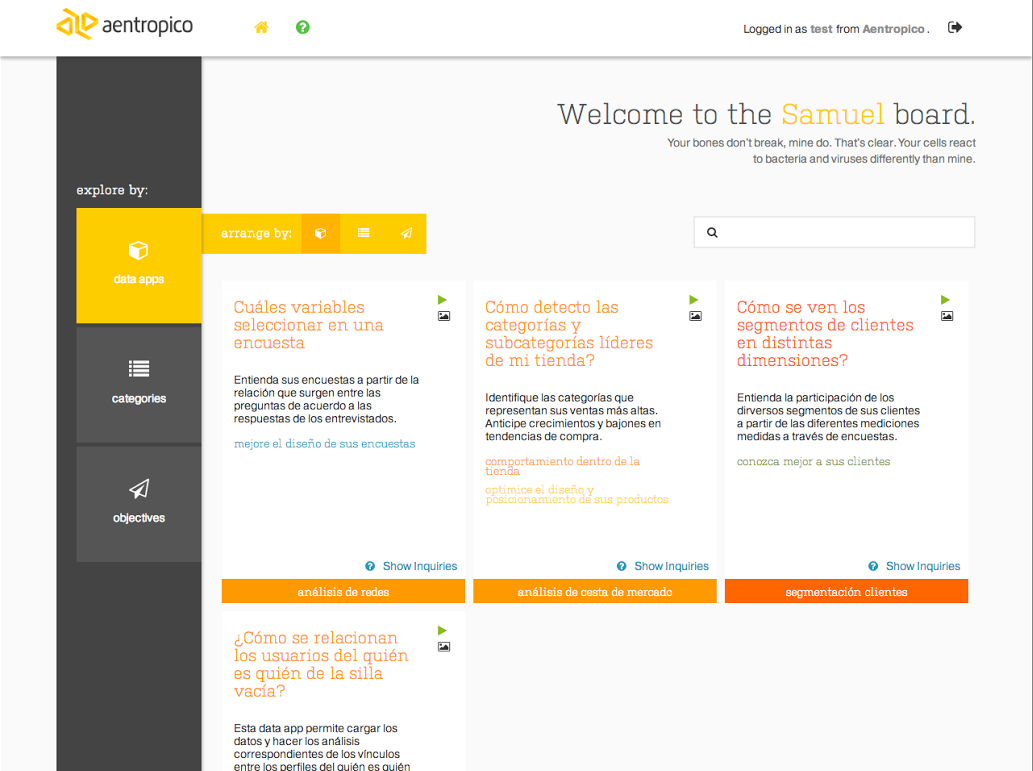 aentropico
Logged in as test from Aentropico .
Welcome to the Samuel board.
Your bones don't break, mine do. That's clear. Your cells react
to bacteria and viruses differently than mine.
explore by:
data apps
categories
objectives
arrange by:
Cuáles variables
seleccionar en una
encuesta
Entienda sus encuestas a partir de la
relación que surgen entre las
preguntas de acuerdo a las
respuestas de los entrevistados.
mejore el diseño de sus encuestas
Show Inquiries
análisis de redes
Cómo detecto las
categorías y
subcategorías líderes
de mi tienda?
Identifique las categorías que
representan sus ventas más altas.
Anticipe crecimientos y bajones en
tendencias de compra.
comportamiento dentro de la
tienda
optimice el diseño y
posicionamiento de sus productos
Show Inquiries
análisis de cesta de mercado
Cómo se ven los
segmentos de clientes
en distintas
dimensiones?
Entienda la participación de los
dirversos segmentos de sus clientes
a partir de las diferentes mediciones
medidas a través de encuestas.
conozca mejor a sus clientes
Show Inquiries
segmentación clientes
¿Cómo se relacionan
los usuarios del quién
es quién de la silla
vacía?
Esta data app permite cargar los
datos y hacer los análisis
correspondientes de los vínculos
entre los perfiles del quién es quién